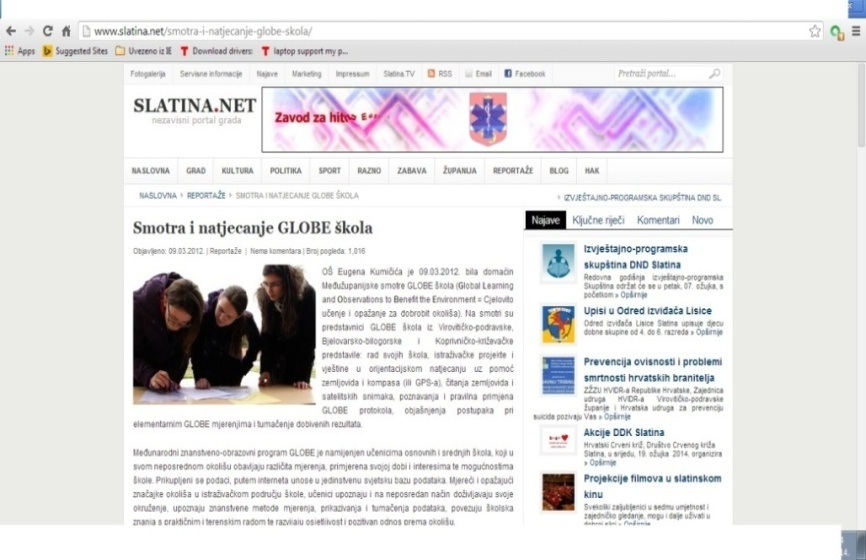 www.slatina.net/smotra-i-natjecanje-globe-skola/
Apps Suggested Sites Uvezeno iz IE Download drivers: laptop support my p...
Fotogalerija Servisne informacije Najave Marketing Impressum Slatina TV RSS Email Facebook Pretraži portal...
SLATINA.NET
nezavisni portal grada
Zavod za hitn
NASLOVNA GRAD KULTURA POLITIKA SPORT RAZNO ZABAVA ŽUPANIJA REPORTAŽE BLOG HAK
NASLOVNA › REPORTAŽE › SMOTRA I NATJECANJE GLOBE ŠKOLA
› IZVJEŠTAJNO-PROGRAMSKA SKUPŠTINA DND SL
Smotra i natjecanje GLOBE škola
Objavljeno: 09.03.2012. | Reportaže | Nema komentara | Broj pogleda: 1,016
OŠ Eugena Kumičića je 09.03.2012. bila domaćin
Međužupanijske smotre GLOBE škola (Global Learning
and Observations to Benefit the Environment = Cjelovito
učenje i opažanje za dobrobit okoliša). Na smotri su
predstavnici GLOBE škola iz Virovitičko-podravske,
Bjelovarsko-bilogorske i Koprivničko-križevačke
predstavile: rad svojih škola, istraživačke projekte i
vještine u orijentacijskom natjecanju uz pomoć
zemljovida i kompasa (ili GPS-a), čitanja zemljovida i
satelitskih snimaka, poznavanja i pravilna primjena
GLOBE protokola, objašnjenja postupaka pri
elementarnim GLOBE mjerenjima i tumačenje dobivenih rezultata.
Međunarodni znanstveno-obrazovni program GLOBE je namijenjen učenicima osnovnih i srednjih škola, koji u
svom neposrednom okolišu obavljaju različita mjerenja, primjerena svojoj dobi i interesima te mogućnostima
škole. Prikupljeni se podaci, putem interneta unose u jedinstvenu svjetsku bazu podataka. Mjereći i opažajući
značajke okoliša u istraživačkom području škole, učenici upoznaju i na neposredan način doživljavaju svoje
okruženje, upoznaju znanstvene metode mjerenja, prikazivanja i tumačenja podataka, povezuju školska
znanja s praktičnim i terenskim radom te razvijaju osjetljivost i pozitivan odnos prema okolišu.
Najave Ključne riječi Komentari Novo
Izvještajno-programska
skupština DND Slatina
Redovna godišnja izvještajno-programska
Skupština održat će se u petak, 07. ožujka, s
početkom » Opširnije
Upisi u Odred izviđača Lisice
Odred izviđača Lisice Slatina upisuje djecu
dobne skupine od 4. do 6. razreda » Opširnije
Prevencija ovisnosti i problemi
smrtnosti hrvatskih branitelja
ZŽZU HVIDR-a Republike Hrvatske, Zajednica
udruga HVIDR-a Virovitičko-podravske
županije i Hrvatska udruga za prevenciju
suicida pozivaju Vas » Opširnije
Akcije DDK Slatina
Hrvatski Crveni križ, Društvo Crvenog križa
Slatina, u srijedu, 19. ožujka 2014. organizira
» Opširnije
Projekcije filmova u slatinskom
kinu
Svekoliki zaljubljenici u sedmu umjetnost i
zajedničko gledanje, mogu i dalje uživati u